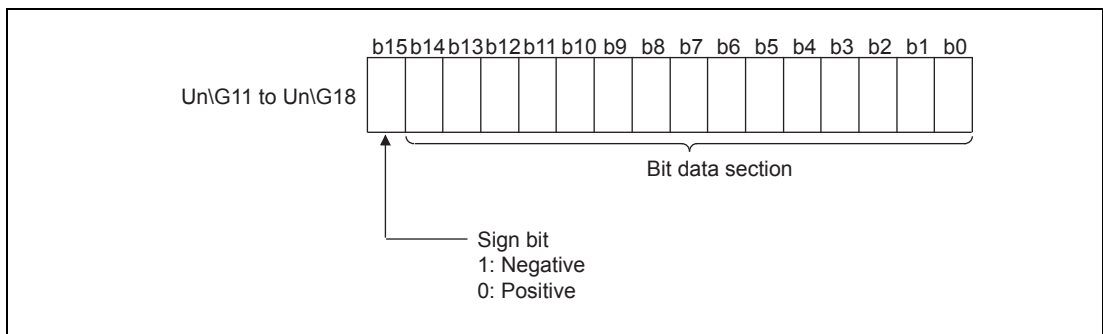 b15 b14 b13 b12 b11 b10 b9 b8 b7 b6 b5 b4 b3 b2 b1 b0
Un\G11 to Un\G18
Bit data section
Sign bit
1: Negative
0: Positive